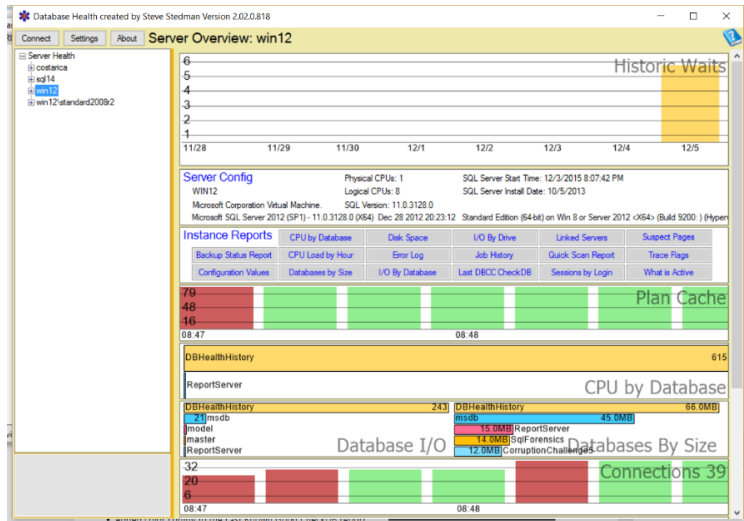 Database Health created by Steve Stedman Version 2.02.0.818
Connect Settings About Server Overview: win12
Server Health
costarica
sql14
win12
win12\standard2008r2
Historic Waits
6
5
4
3
2
1
11/28 11/29 11/30 12/1 12/2 12/3 12/4 12/5
Server Config Physical CPUs: 1 SQL Server Start Time: 12/3/2015 8:07:42 PM
WIN12 Logical CPUs: 8 SQL Server Install Date: 10/5/2013
Microsoft Corporation Virtual Machine. SQL Version: 11.0.3128.0
Microsoft SQL Server 2012 (SP1) - 11.0.3128.0 (X64) Dec 28 2012 20:23:12 Standard Edition (64-bit) on Win 8 or Server 2012 <X64> (Build 9200: ) (Hyperv
Instance Reports CPU by Database Disk Space I/O By Drive Linked Servers Suspect Pages
Backup Status Report CPU Load by Hour Error Log Job History Quick Scan Report Trace Flags
Configuration Values Databases by Size I/O By Database Last DBCC CheckDB Sessions by Login What is Active
Plan Cache
79
48
16
08:47 08:48
DBHealthHistory 615
ReportServer
CPU by Database
DBHealthHistory 243
21 msdb
model
master
ReportServer
Database I/O
DBHealthHistory 66.0MB
msdb 45.0MB
15.0MB ReportServer
14.0MB SqlForensics
12.0MB CorruptionChallenges
Databases By Size
Connections 39
32
20
6
08:47 08:48